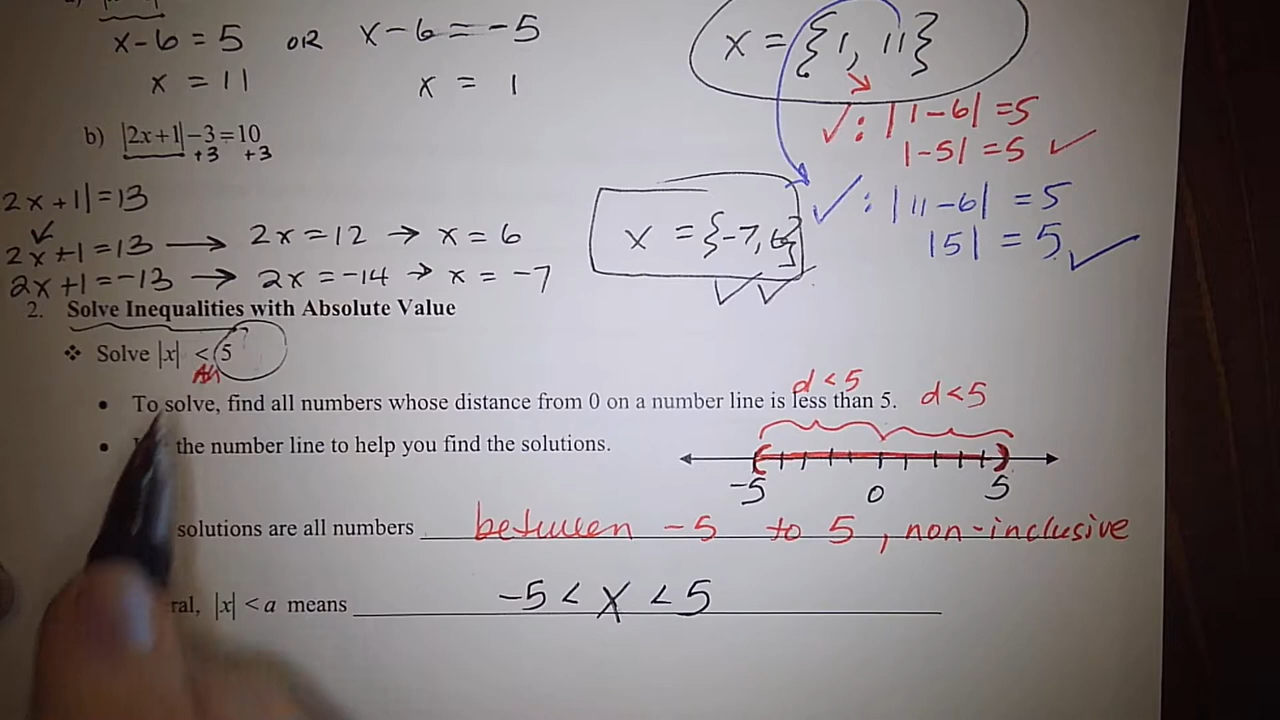 x-6 = 5 OR x-6 = -5
x = 11 x = 1
x = {1, 11}
✓: |1-6| = 5
|-5| = 5 ✓
b) |2x+1|-3=10
+3 +3
2x+1|=13
2x+1=13 → 2x=12 → x=6
2x+1=-13 → 2x=-14 → x=-7
x = {-7, 6}
✓✓
✓: |11-6| = 5
|5| = 5 ✓
2. Solve Inequalities with Absolute Value
❖ Solve |x| < 5
• To solve, find all numbers whose distance from 0 on a number line is less than 5. d<5
d<5
• the number line to help you find the solutions.
-5 0 5
solutions are all numbers between -5 to 5, non-inclusive
ral, |x| < a means -5 < x < 5